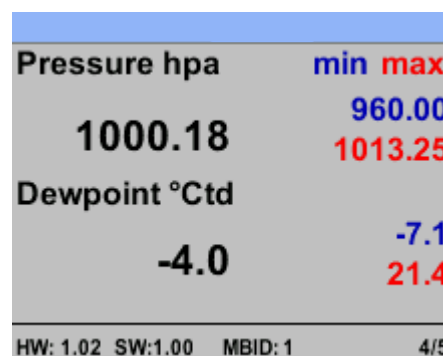 Pressure hpa min max
960.00
1000.18
1013.25
Dewpoint °Ctd
-7.1
-4.0
21.4
HW: 1.02 SW:1.00 MBID: 1 4/5